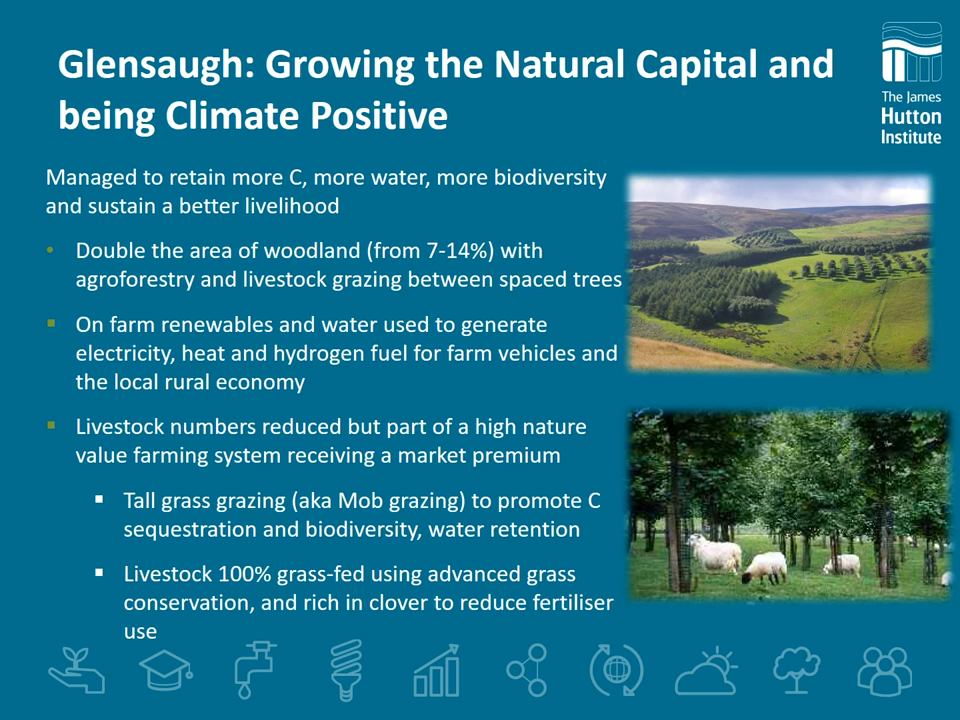 Glensaugh: Growing the Natural Capital and
being Climate Positive
The James
Hutton
Institute
Managed to retain more C, more water, more biodiversity
and sustain a better livelihood
• Double the area of woodland (from 7-14%) with
agroforestry and livestock grazing between spaced trees
▪ On farm renewables and water used to generate
electricity, heat and hydrogen fuel for farm vehicles and
the local rural economy
▪ Livestock numbers reduced but part of a high nature
value farming system receiving a market premium
▪ Tall grass grazing (aka Mob grazing) to promote C
sequestration and biodiversity, water retention
▪ Livestock 100% grass-fed using advanced grass
conservation, and rich in clover to reduce fertiliser
use